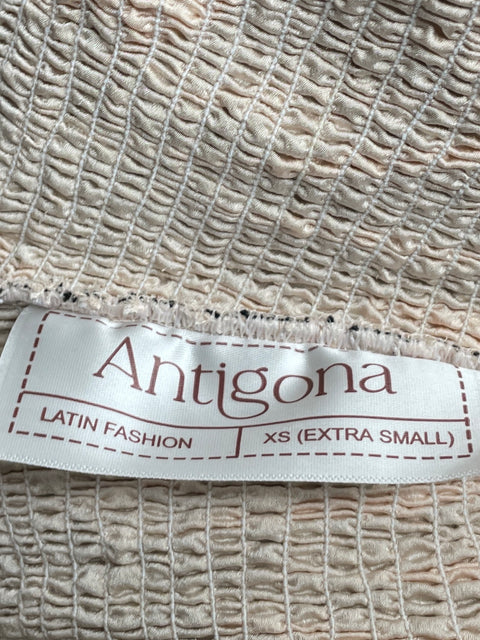 Antigona
LATIN FASHION
XS (EXTRA SMALL)